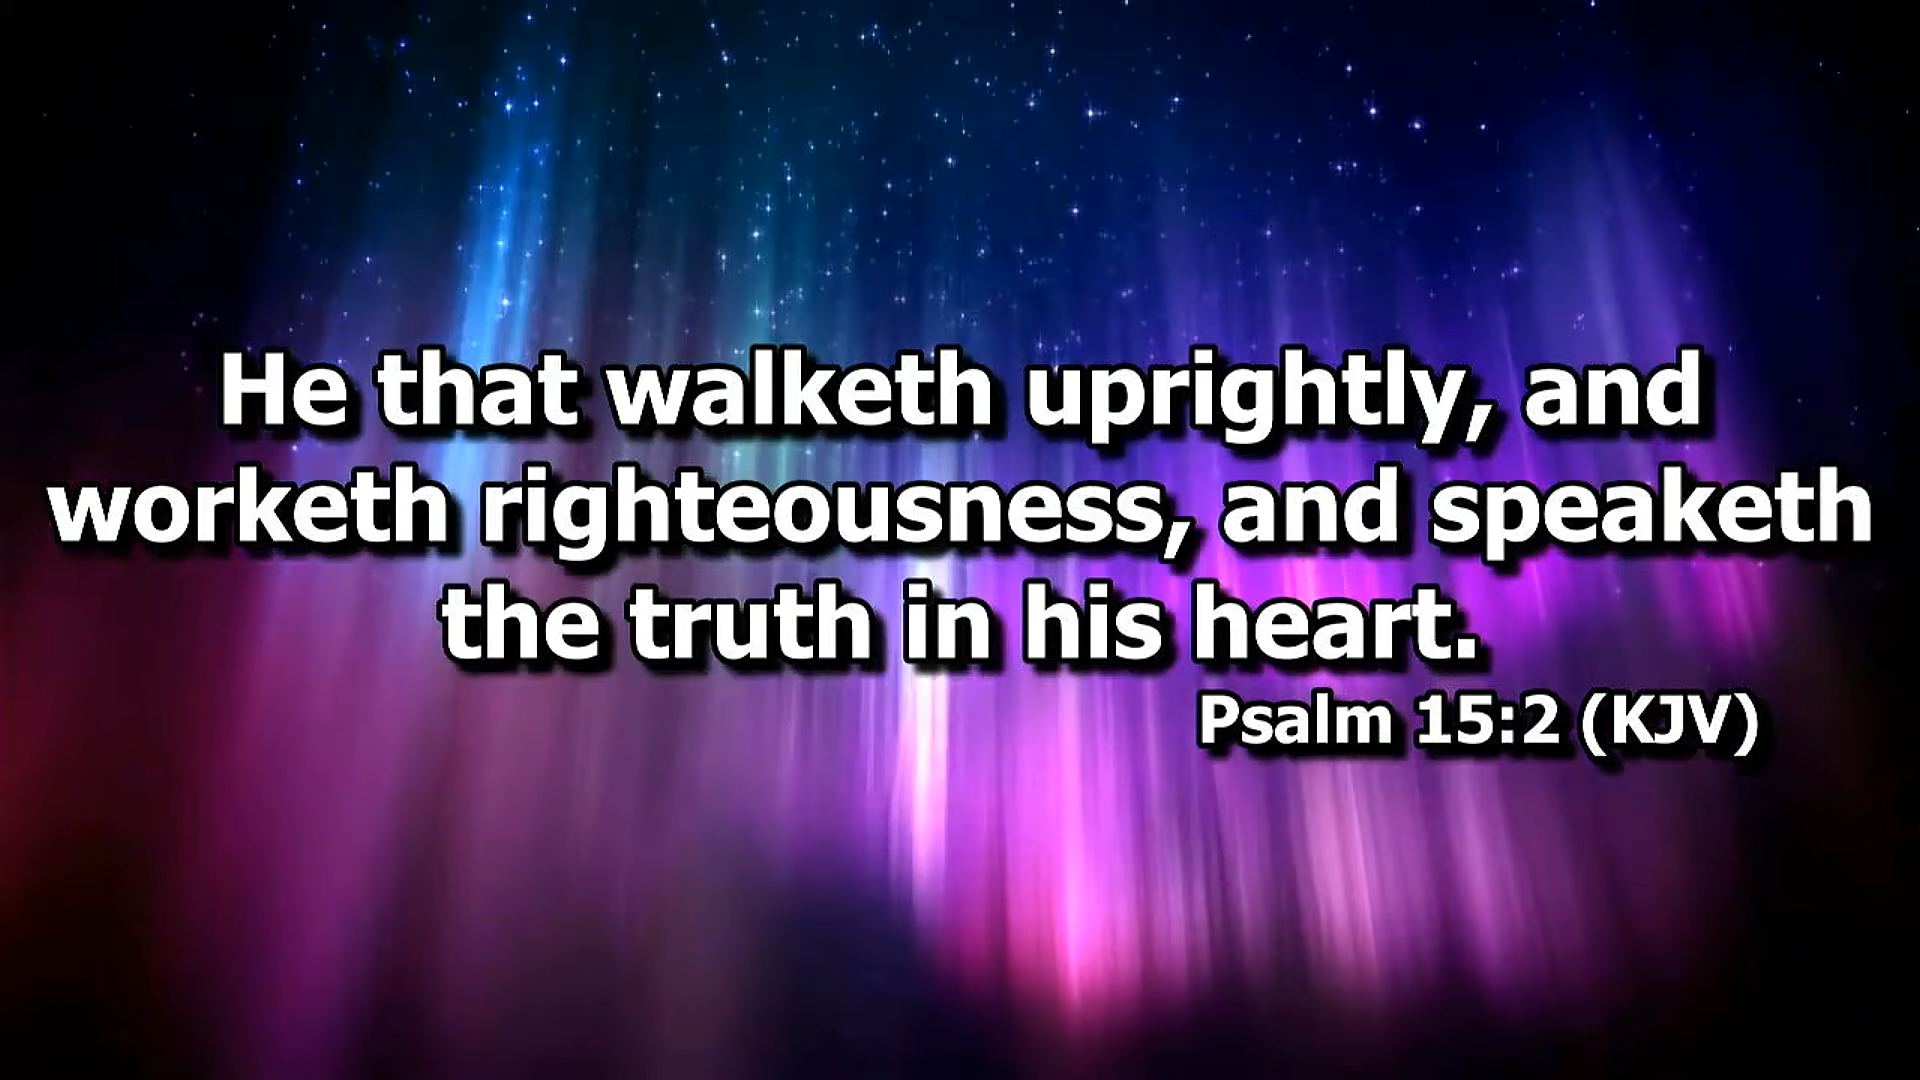 He that walketh uprightly, and
worketh righteousness, and speaketh
the truth in his heart.
Psalm 15:2 (KJV)